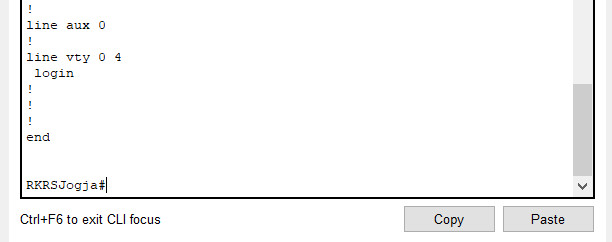 !
line aux 0
!
line vty 0 4
 login
!
!
!
end
RKRSJogja#
Ctrl+F6 to exit CLI focus
Copy
Paste